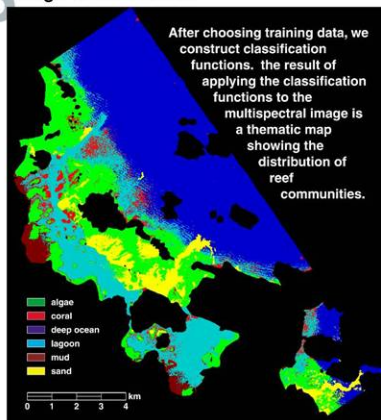 After choosing training data, we
construct classification
functions. the result of
applying the classification
functions to the
multispectral image is
a thematic map
showing the
distribution of
reef
communities.
algae
coral
deep ocean
lagoon
mud
sand
0 1 2 3 4
km